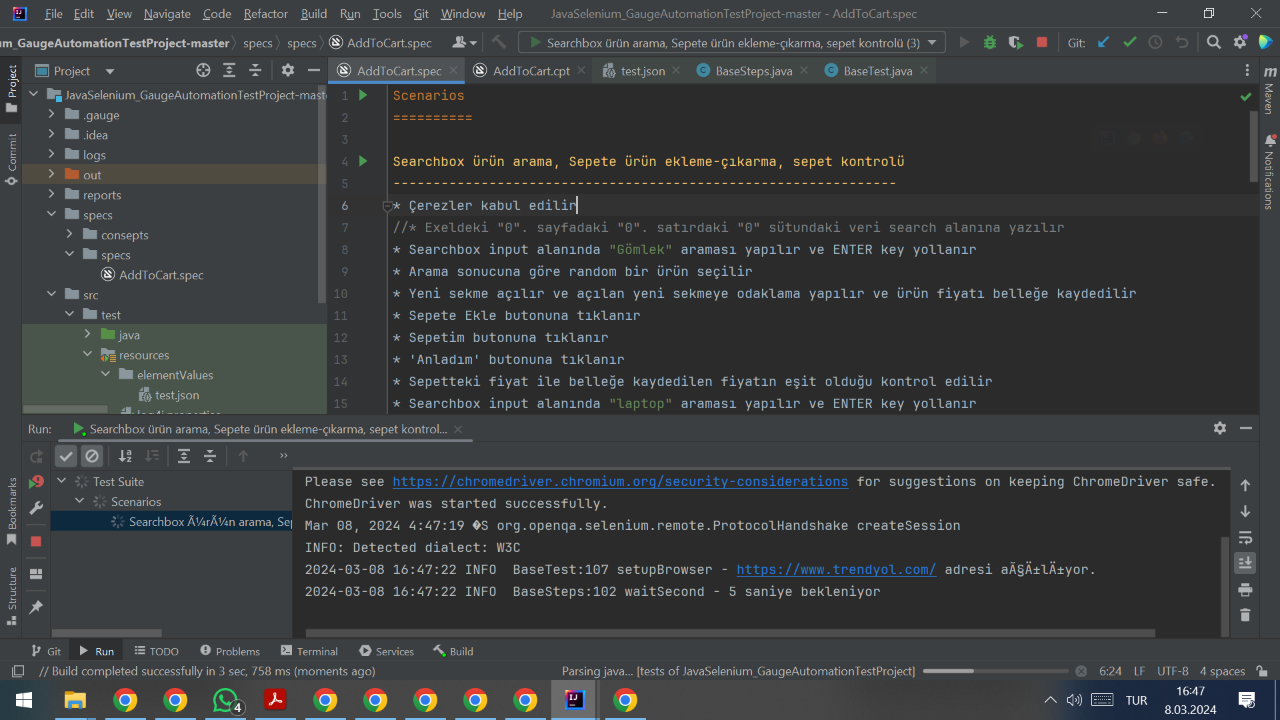 File Edit View Navigate Code Refactor Build Run Tools Git Window Help JavaSelenium_GaugeAutomationTestProject-master - AddToCart.spec
m_GaugeAutomationTestProject-master specs specs AddToCart.spec Searchbox ürün arama, Sepete ürün ekleme-çıkarma, sepet kontrolü (3) Git:
Project
Project
AddToCart.spec AddToCart.cpt test.json BaseSteps.java BaseTest.java
Maven
Notifications
Commit
Bookmarks
Structure
JavaSelenium_GaugeAutomationTestProject-mast
.gauge
.idea
logs
out
reports
specs
consepts
specs
AddToCart.spec
src
test
java
resources
elementValues
test.json
log4j.properties
1 Scenarios
2 ==========
3
4 Searchbox ürün arama, Sepete ürün ekleme-çıkarma, sepet kontrolü
5 ---------------------------------------------------------------
6 * Çerezler kabul edilir
7 //* Exeldeki "0". sayfadaki "0". satırdaki "0" sütundaki veri search alanına yazılır
8 * Searchbox input alanında "Gömlek" araması yapılır ve ENTER key yollanır
9 * Arama sonucuna göre random bir ürün seçilir
10 * Yeni sekme açılır ve açılan yeni sekmeye odaklama yapılır ve ürün fiyatı belleğe kaydedilir
11 * Sepete Ekle butonuna tıklanır
12 * Sepetim butonuna tıklanır
13 * 'Anladım' butonuna tıklanır
14 * Sepetteki fiyat ile belleğe kaydedilen fiyatın eşit olduğu kontrol edilir
15 * Searchbox input alanında "laptop" araması yapılır ve ENTER key yollanır
Run: Searchbox ürün arama, Sepete ürün ekleme-çıkarma, sepet kontrol...
Test Suite
Scenarios
Searchbox Ã¼rÃ¼n arama, Sep
Please see https://chromedriver.chromium.org/security-considerations for suggestions on keeping ChromeDriver safe.
ChromeDriver was started successfully.
Mar 08, 2024 4:47:19 �S org.openqa.selenium.remote.ProtocolHandshake createSession
INFO: Detected dialect: W3C
2024-03-08 16:47:22 INFO  BaseTest:107 setupBrowser - https://www.trendyol.com/ adresi aÃ§Ä±lÄ±yor.
2024-03-08 16:47:22 INFO  BaseSteps:102 waitSecond - 5 saniye bekleniyor
Git Run TODO Problems Terminal Services Build
// Build completed successfully in 3 sec, 758 ms (moments ago) Parsing java... [tests of JavaSelenium_GaugeAutomationTestProject] 6:24 LF UTF-8 4 spaces
4
TUR
16:47
8.03.2024